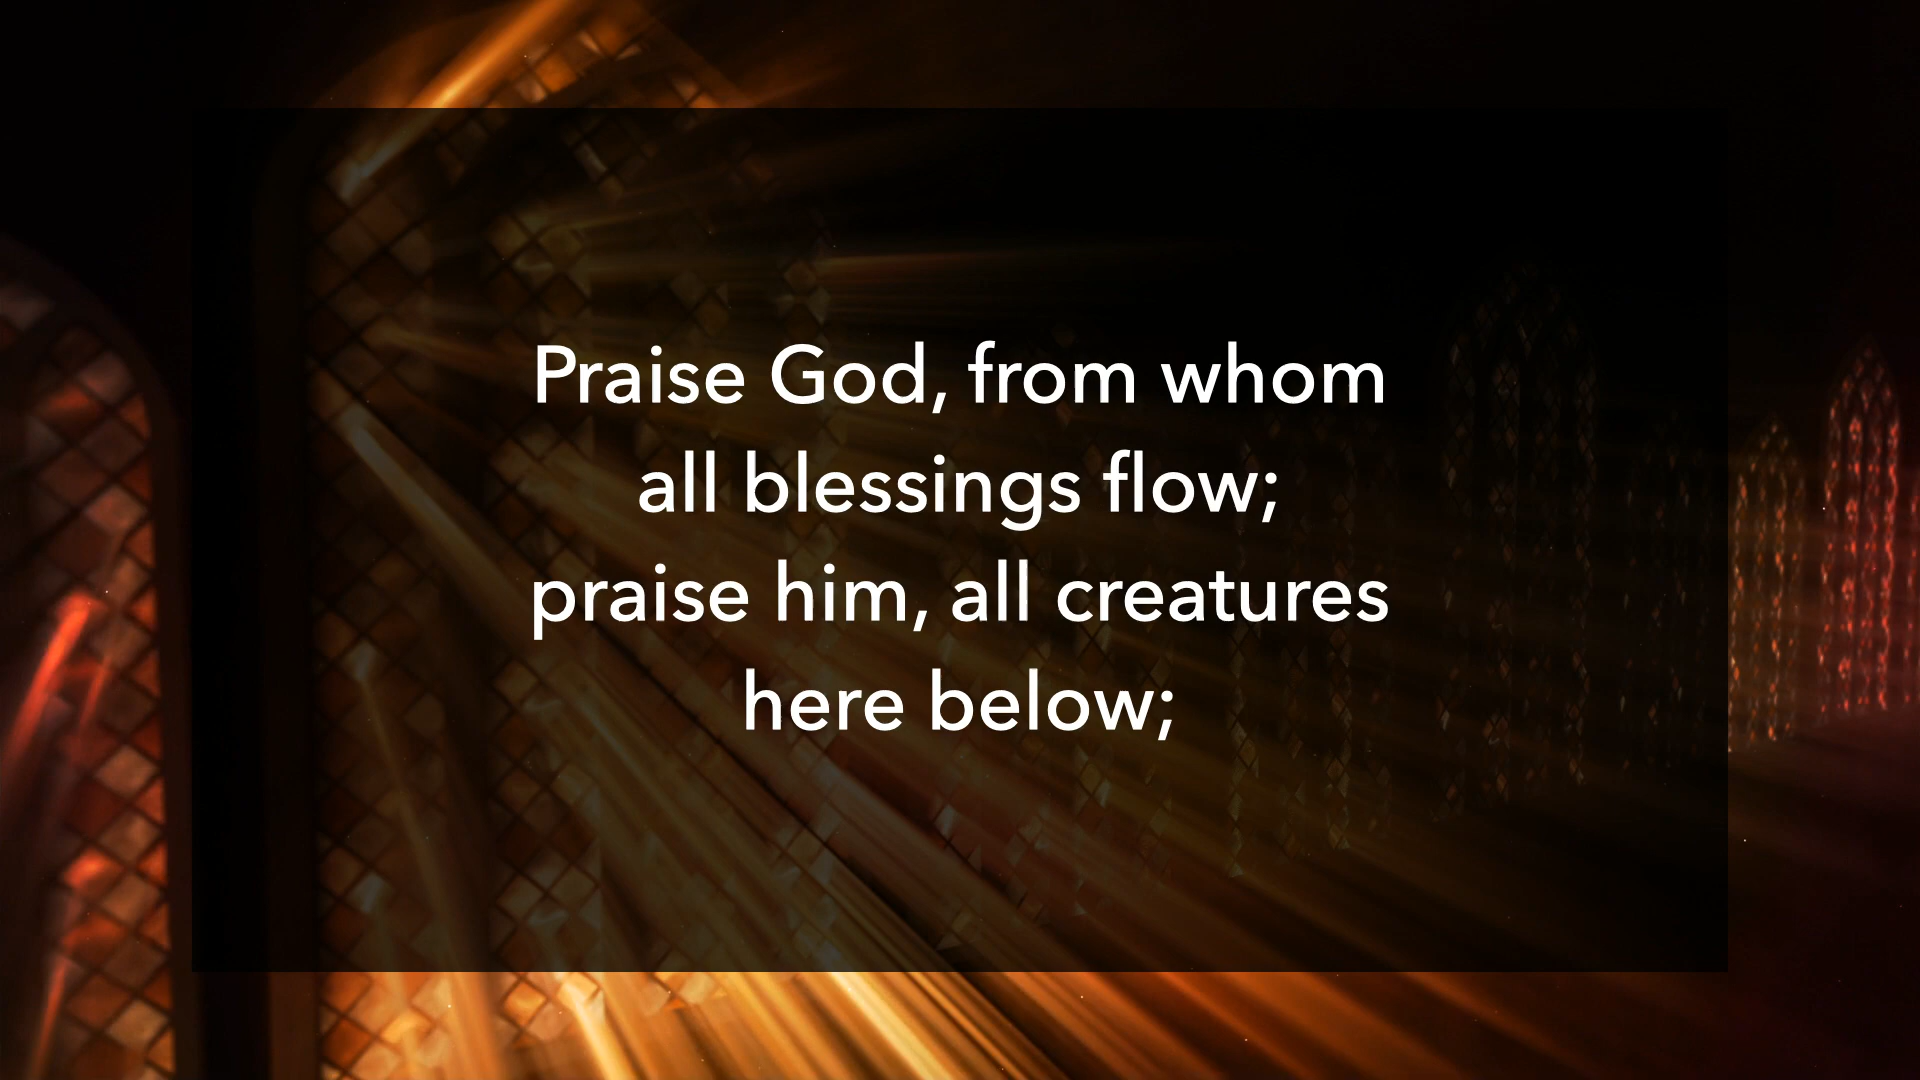 Praise God, from whom
all blessings flow;
praise him, all creatures
here below;